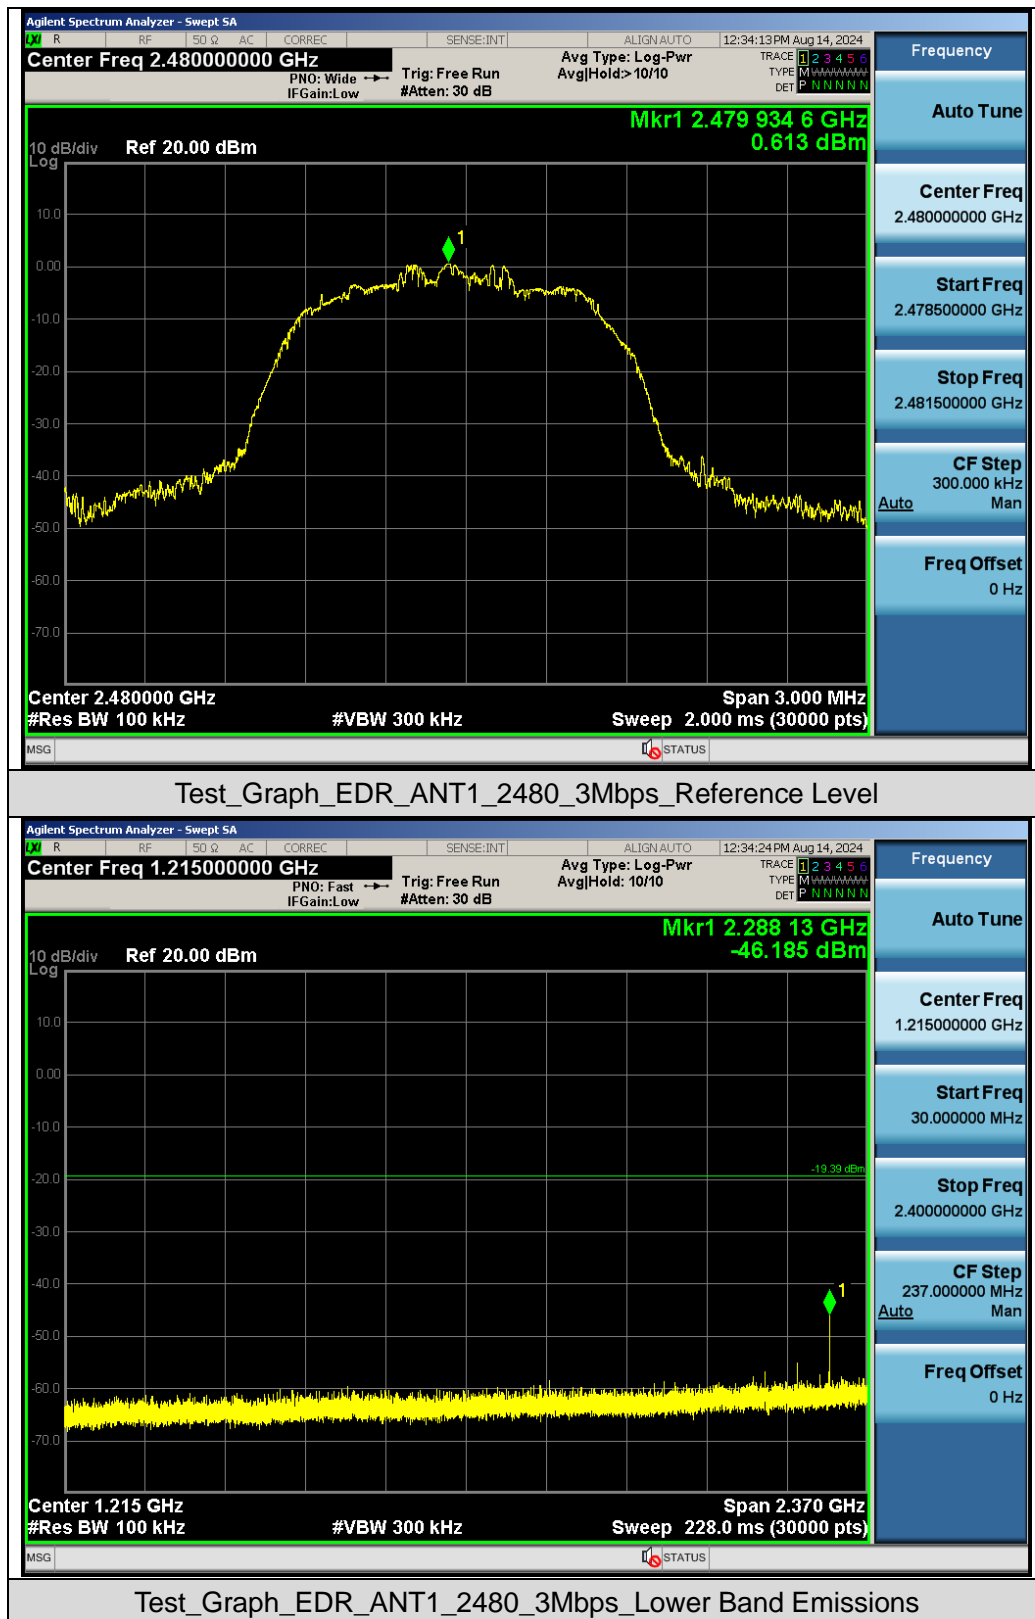 Agilent Spectrum Analyzer - Swept SA
LXI R RF 50 Ω AC CORREC SENSE:INT ALIGN AUTO 12:34:13 PM Aug 14, 2024
Center Freq 2.480000000 GHz
PNO: Wide
IFGain:Low
Trig: Free Run
#Atten: 30 dB
Avg Type: Log-Pwr
Avg|Hold:>10/10
TRACE 1 2 3 4 5 6
TYPE M WWWWW
DET P N N N N N
Frequency
Auto Tune
Center Freq
2.480000000 GHz
Start Freq
2.478500000 GHz
Stop Freq
2.481500000 GHz
CF Step
300.000 kHz
Auto Man
Freq Offset
0 Hz
Mkr1 2.479 934 6 GHz
0.613 dBm
10 dB/div Ref 20.00 dBm
Log
1
10.0
0.00
-10.0
-20.0
-30.0
-40.0
-50.0
-60.0
-70.0
Center 2.480000 GHz Span 3.000 MHz
#Res BW 100 kHz #VBW 300 kHz Sweep 2.000 ms (30000 pts)
MSG STATUS
Test_Graph_EDR_ANT1_2480_3Mbps_Reference Level
Agilent Spectrum Analyzer - Swept SA
LXI R RF 50 Ω AC CORREC SENSE:INT ALIGN AUTO 12:34:24 PM Aug 14, 2024
Center Freq 1.215000000 GHz
PNO: Fast
IFGain:Low
Trig: Free Run
#Atten: 30 dB
Avg Type: Log-Pwr
Avg|Hold: 10/10
TRACE 1 2 3 4 5 6
TYPE M WWWWW
DET P N N N N N
Frequency
Auto Tune
Center Freq
1.215000000 GHz
Start Freq
30.000000 MHz
Stop Freq
2.400000000 GHz
CF Step
237.000000 MHz
Auto Man
Freq Offset
0 Hz
Mkr1 2.288 13 GHz
-46.185 dBm
10 dB/div Ref 20.00 dBm
Log
10.0
0.00
-10.0
-19.39 dBm
-20.0
-30.0
-40.0
1
-50.0
-60.0
-70.0
Center 1.215 GHz Span 2.370 GHz
#Res BW 100 kHz #VBW 300 kHz Sweep 228.0 ms (30000 pts)
MSG STATUS
Test_Graph_EDR_ANT1_2480_3Mbps_Lower Band Emissions